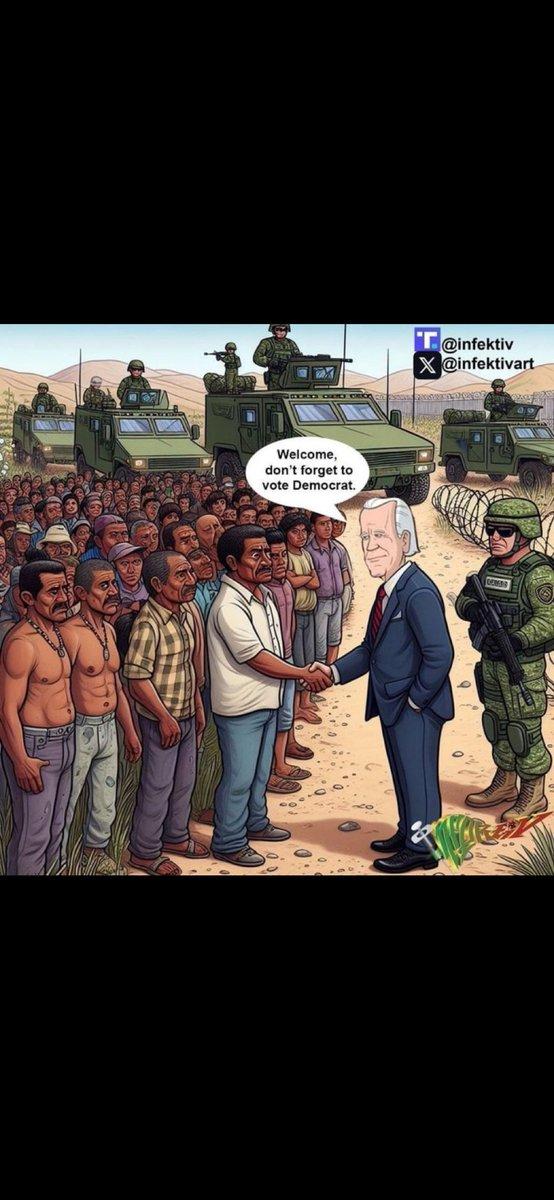 T.
@infektiv
X
@infektivart
Welcome,
don't forget to
vote Democrat.